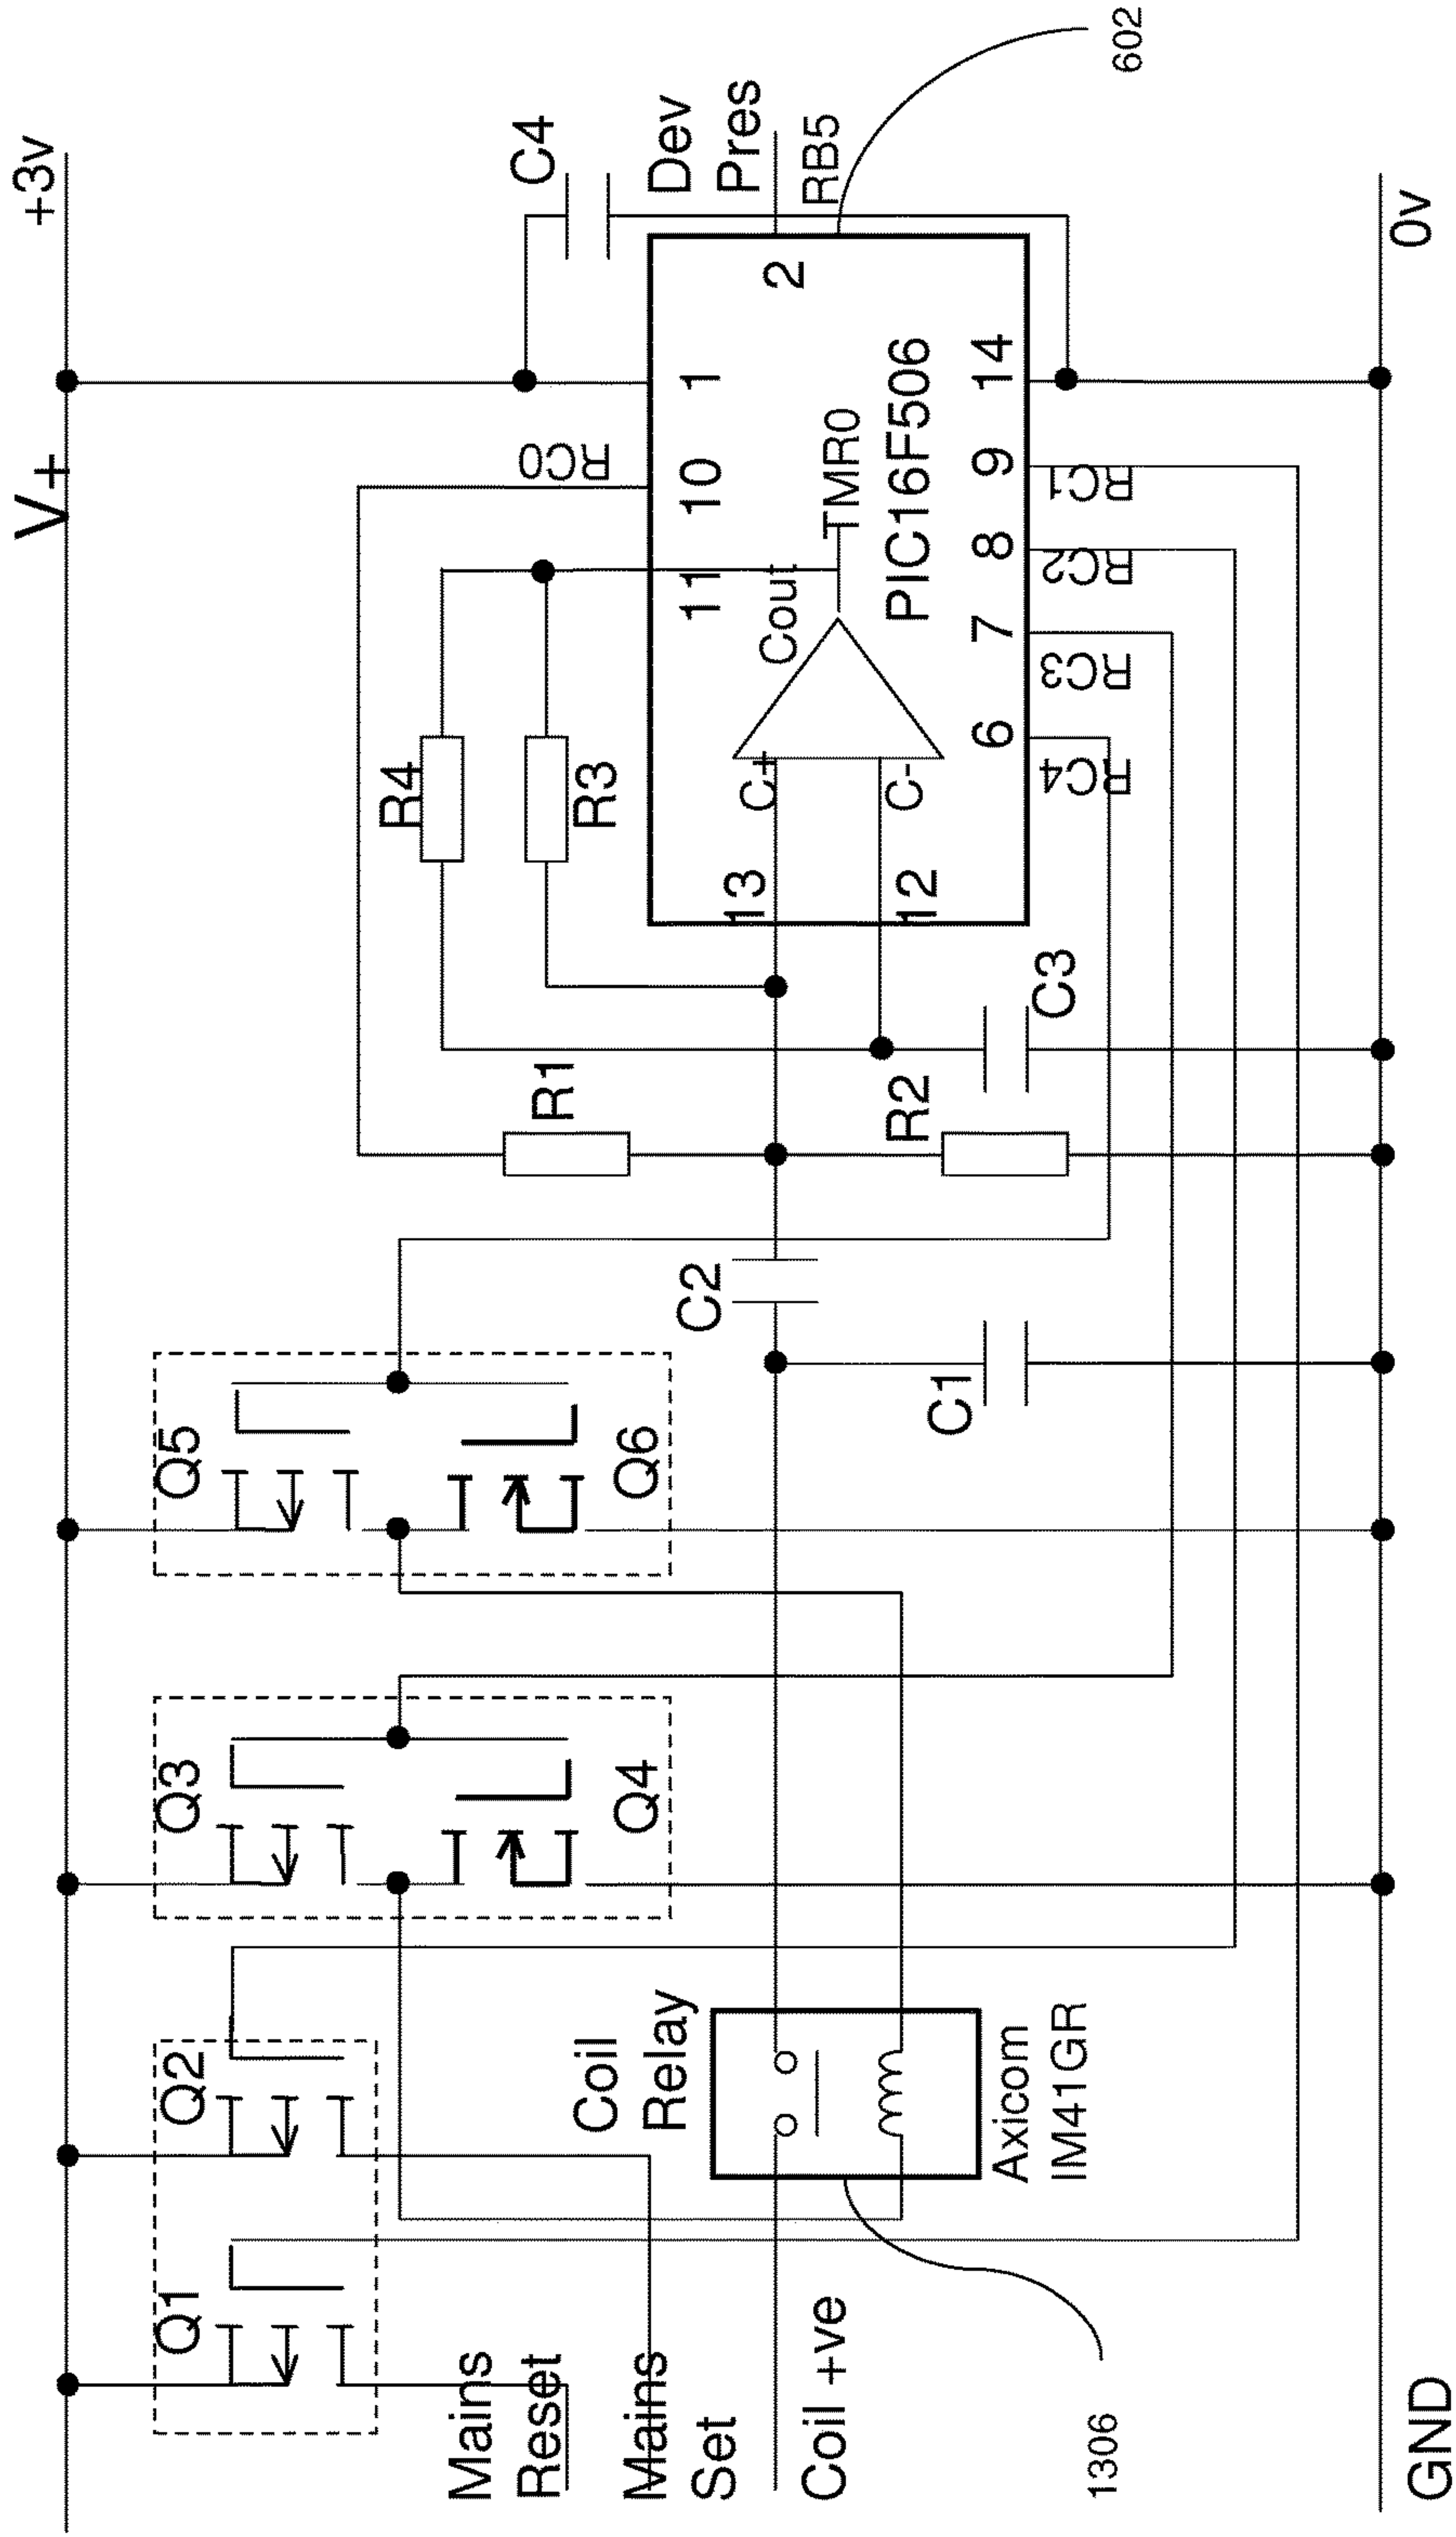 V+
+3v
Q1
Q2
Q3
Q5
Q4
Q6
Mains
Reset
Mains
Set
Coil +ve
Coil
Relay
Axicom
IM41GR
1306
C2
C1
R1
R2
C3
R4
R3
RC0
C4
Dev
Pres
RB5
602
11
10
1
2
13
C+
Cout
TMR0
12
C-
PIC16F506
6
7
8
9
14
RC4
RC3
RC2
RC1
GND
0v